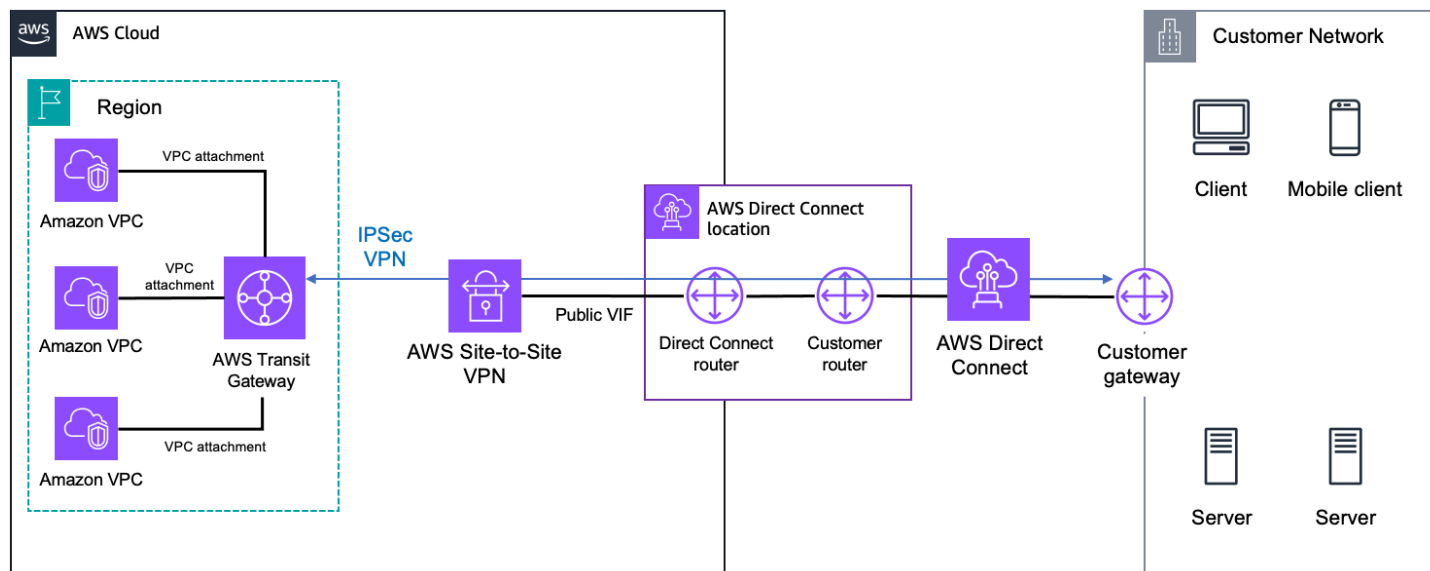 aws
AWS Cloud
Customer Network
Region
VPC attachment
Amazon VPC
IPSec
VPN
VPC
attachment
Amazon VPC
AWS Transit
Gateway
VPC attachment
Amazon VPC
AWS Site-to-Site
VPN
Public VIF
AWS Direct Connect
location
Direct Connect
router
Customer
router
AWS Direct
Connect
Customer
gateway
Client
Mobile client
Server
Server